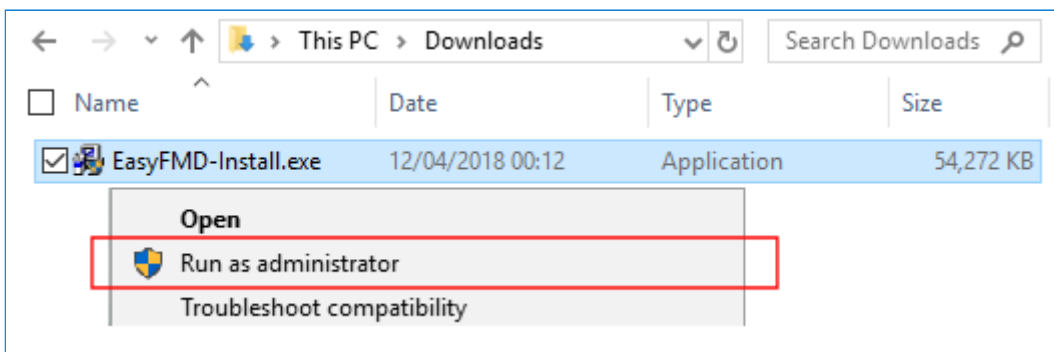 This PC > Downloads Search Downloads
Name Date Type Size
EasyFMD-Install.exe 12/04/2018 00:12 Application 54,272 KB
Open
Run as administrator
Troubleshoot compatibility